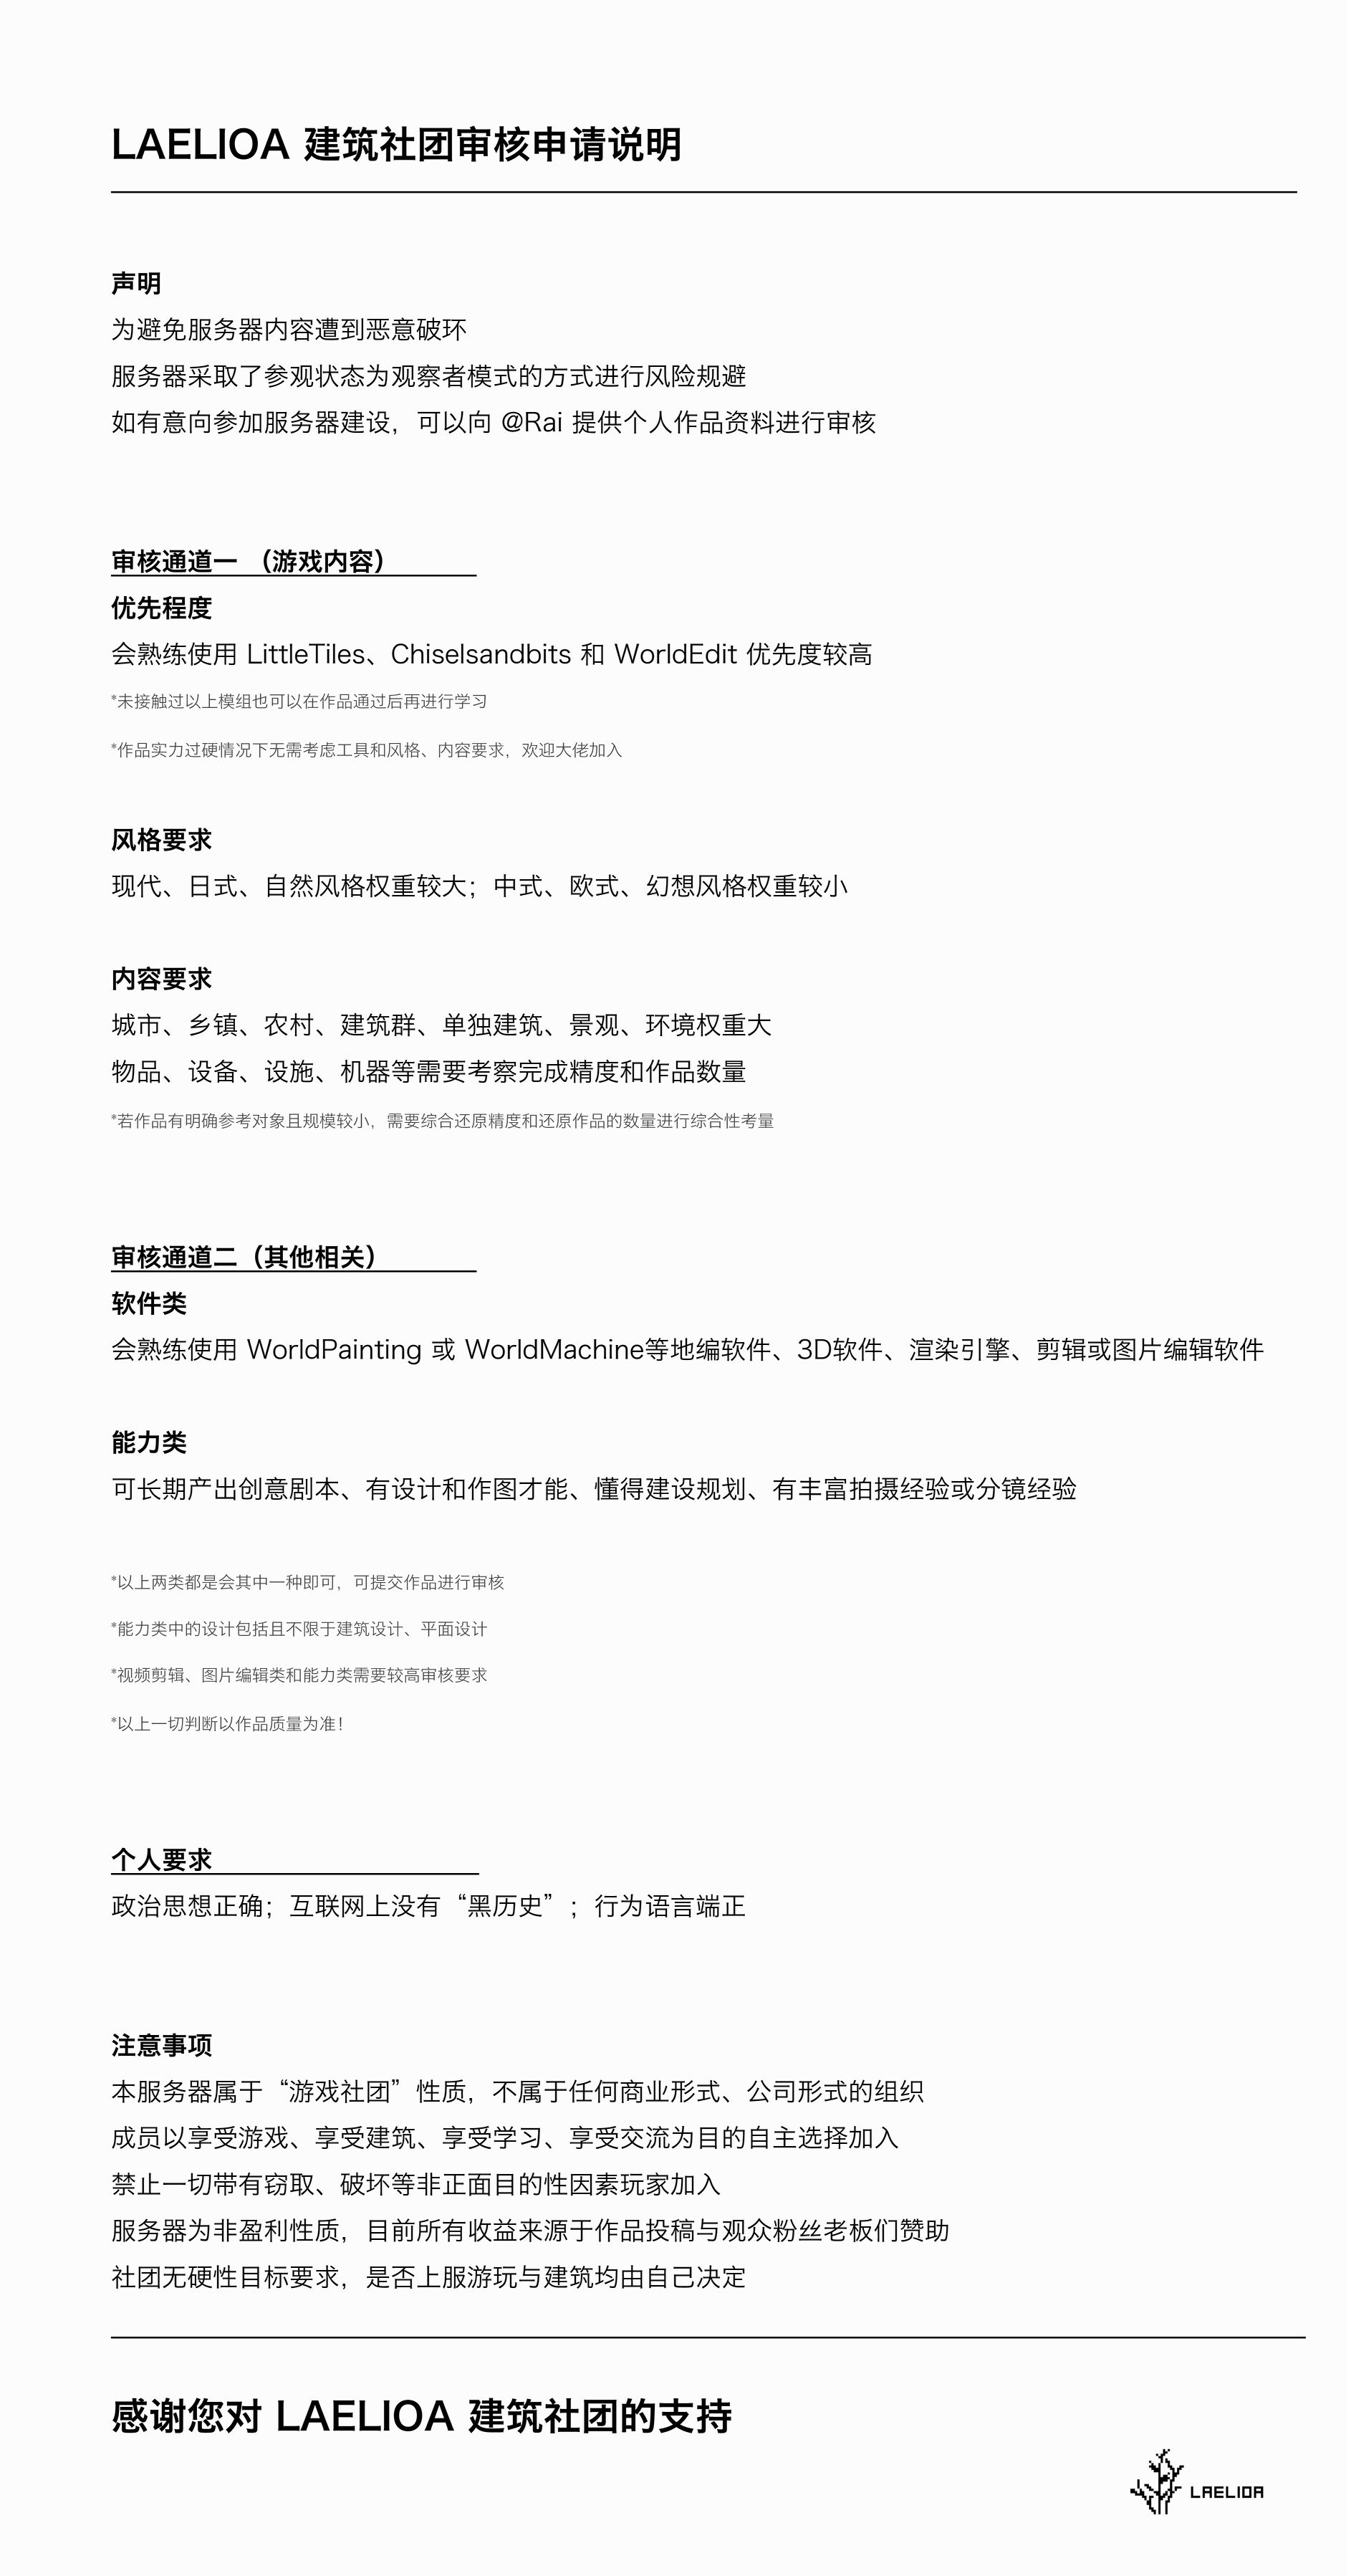 LAELIOA 建筑社团审核申请说明
声明
为避免服务器内容遭到恶意破环
服务器采取了参观状态为观察者模式的方式进行风险规避
如有意向参加服务器建设，可以向 @Rai 提供个人作品资料进行审核
审核通道一 （游戏内容）
优先程度
会熟练使用 LittleTiles、Chiselsandbits 和 WorldEdit 优先度较高
*未接触过以上模组也可以在作品通过后再进行学习
*作品实力过硬情况下无需考虑工具和风格、内容要求，欢迎大佬加入
风格要求
现代、日式、自然风格权重较大；中式、欧式、幻想风格权重较小
内容要求
城市、乡镇、农村、建筑群、单独建筑、景观、环境权重大
物品、设备、设施、机器等需要考察完成精度和作品数量
*若作品有明确参考对象且规模较小，需要综合还原精度和还原作品的数量进行综合性考量
审核通道二（其他相关）
软件类
会熟练使用 WorldPainting 或 WorldMachine等地编软件、3D软件、渲染引擎、剪辑或图片编辑软件
能力类
可长期产出创意剧本、有设计和作图才能、懂得建设规划、有丰富拍摄经验或分镜经验
*以上两类都是会其中一种即可，可提交作品进行审核
*能力类中的设计包括且不限于建筑设计、平面设计
*视频剪辑、图片编辑类和能力类需要较高审核要求
*以上一切判断以作品质量为准！
个人要求
政治思想正确；互联网上没有“黑历史”；行为语言端正
注意事项
本服务器属于“游戏社团”性质，不属于任何商业形式、公司形式的组织
成员以享受游戏、享受建筑、享受学习、享受交流为目的自主选择加入
禁止一切带有窃取、破坏等非正面目的性因素玩家加入
服务器为非盈利性质，目前所有收益来源于作品投稿与观众粉丝老板们赞助
社团无硬性目标要求，是否上服游玩与建筑均由自己决定
感谢您对 LAELIOA 建筑社团的支持
LAELIOA